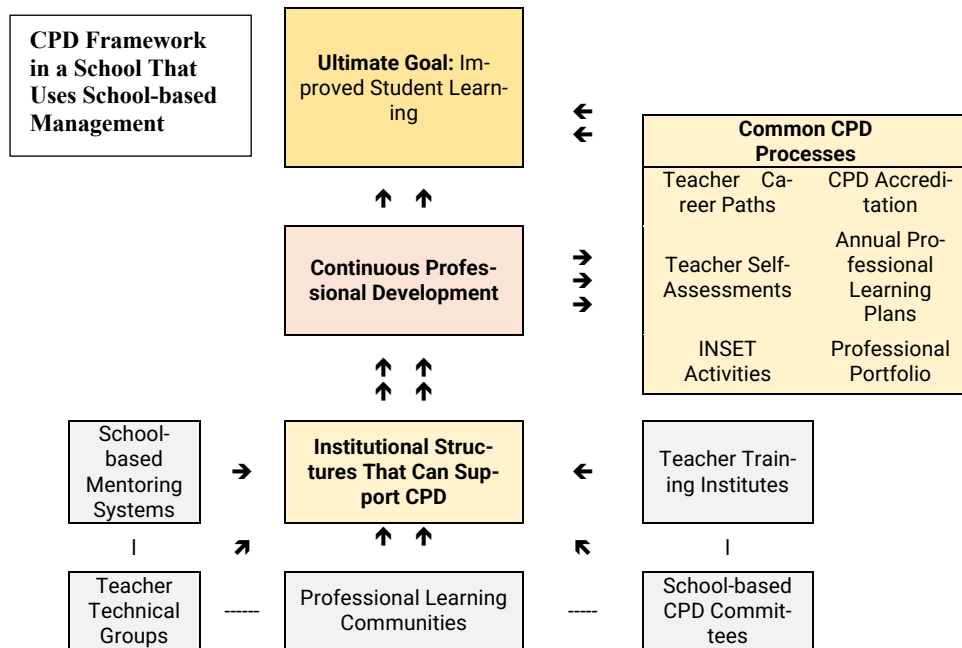 CPD Framework
in a School That
Uses School-based
Management
Ultimate Goal: Im-
proved Student Learn-
ing
Common CPD
Processes
Teacher Ca-
reer Paths
CPD Accredi-
tation
Teacher Self-
Assessments
Annual Pro-
fessional
Learning
Plans
INSET
Activities
Professional
Portfolio
Continuous Profes-
sional Development
School-
based
Mentoring
Systems
Institutional Struc-
tures That Can Sup-
port CPD
Teacher Train-
ing Institutes
Teacher
Technical
Groups
Professional Learning
Communities
School-based
CPD Commit-
tees